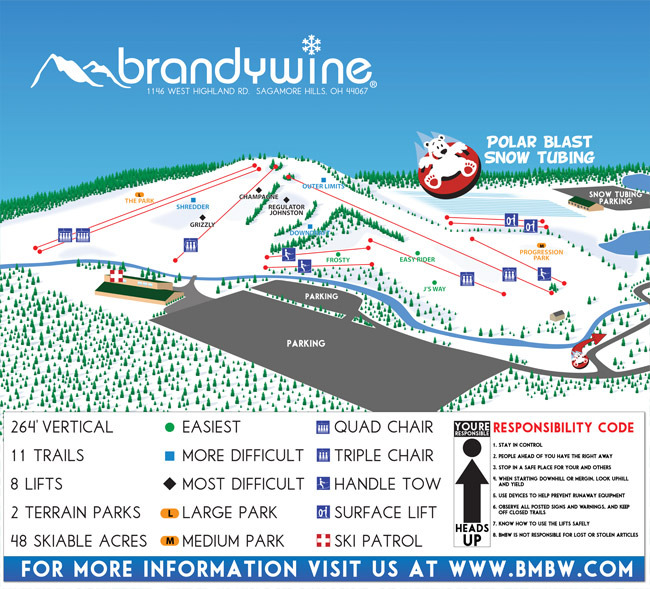 brandywine®
1146 WEST HIGHLAND RD. SAGAMORE HILLS, OH 44067
POLAR BLAST
SNOW TUBING
SNOW TUBING
PARKING
OUTER LIMITS
CHAMPAGNE
THE PARK
SHREDDER
REGULATOR
JOHNSTON
GRIZZLY
PROGRESSION
PARK
FROSTY
EASY RIDER
J'S WAY
PARKING
PARKING
264' VERTICAL
11 TRAILS
8 LIFTS
2 TERRAIN PARKS
48 SKIABLE ACRES
EASIEST
MORE DIFFICULT
MOST DIFFICULT
L LARGE PARK
M MEDIUM PARK
QUAD CHAIR
TRIPLE CHAIR
HANDLE TOW
SURFACE LIFT
SKI PATROL
YOU'RE
RESPONSIBLE
HEADS
UP
RESPONSIBILITY CODE
1. STAY IN CONTROL
2. PEOPLE AHEAD OF YOU HAVE THE RIGHT AWAY
3. STOP IN A SAFE PLACE FOR YOUR AND OTHERS
4. WHEN STARTING DOWNHILL OR MERGIN, LOOK UPHILL
AND YIELD
5. USE DEVICES TO HELP PREVENT RUNAWAY EQUIPMENT
6. OBSERVE ALL POSTED SIGNS AND WARNINGS, AND KEEP
OFF CLOSED TRAILS
7. KNOW HOW TO USE THE LIFTS SAFELY
8. BMBW IS NOT RESPONSIBLE FOR LOST OR STOLEN ARTICLES
FOR MORE INFORMATION VISIT US AT WWW.BMBW.COM